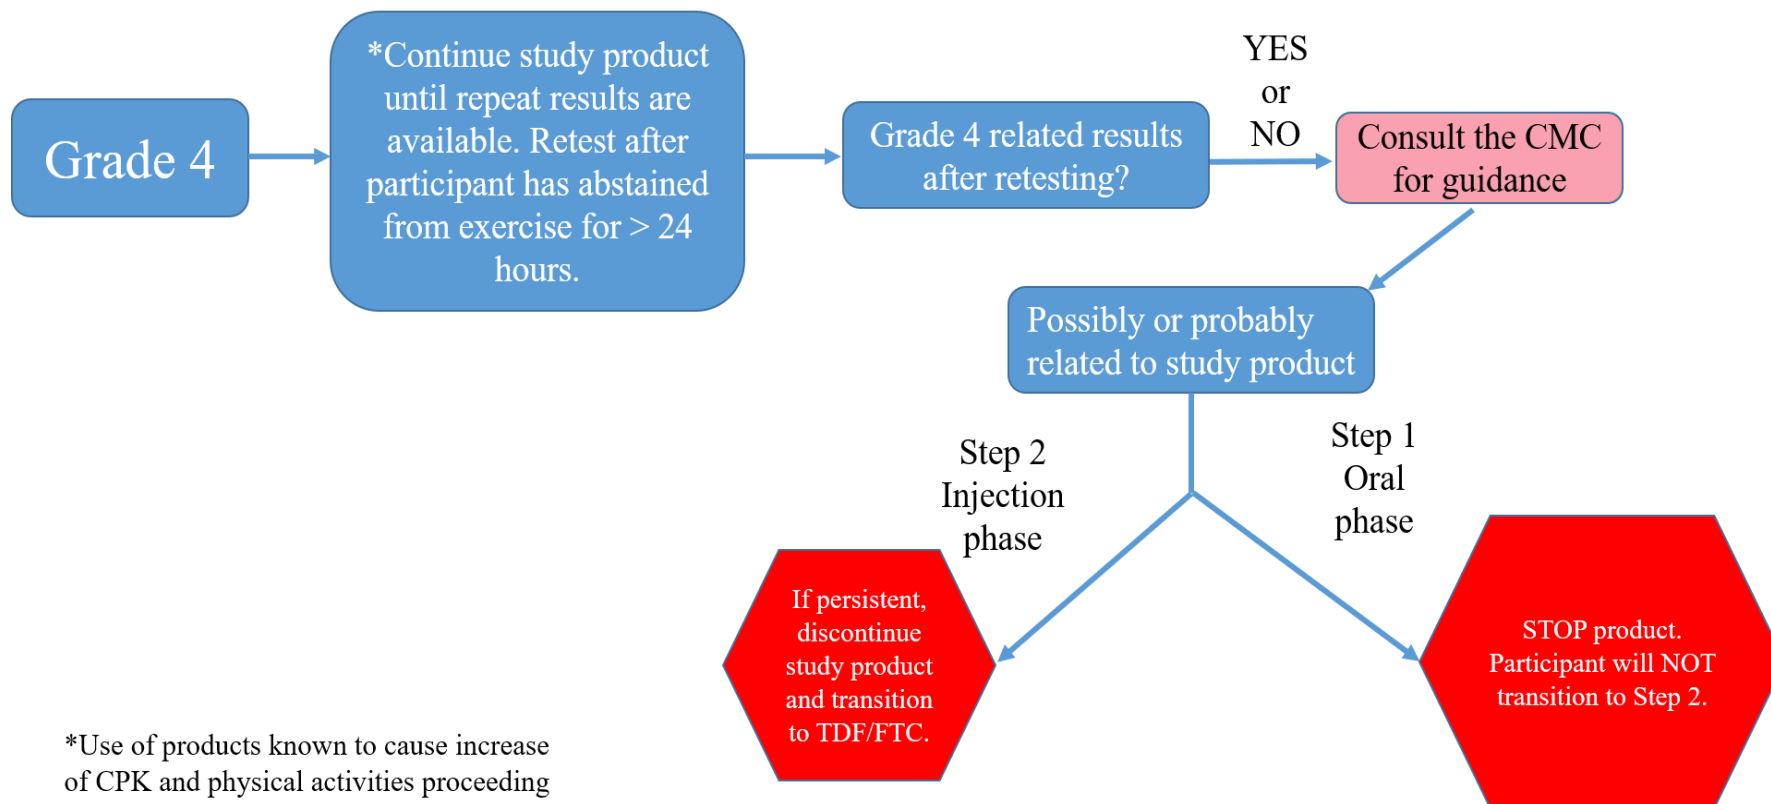 Grade 4
*Continue study product
until repeat results are
available. Retest after
participant has abstained
from exercise for > 24
hours.
Grade 4 related results
after retesting?
YES
or
NO
Consult the CMC
for guidance
Possibly or probably
related to study product
Step 2
Injection
phase
Step 1
Oral
phase
If persistent,
discontinue
study product
and transition
to TDF/FTC.
STOP product.
Participant will NOT
transition to Step 2.
*Use of products known to cause increase
of CPK and physical activities proceeding